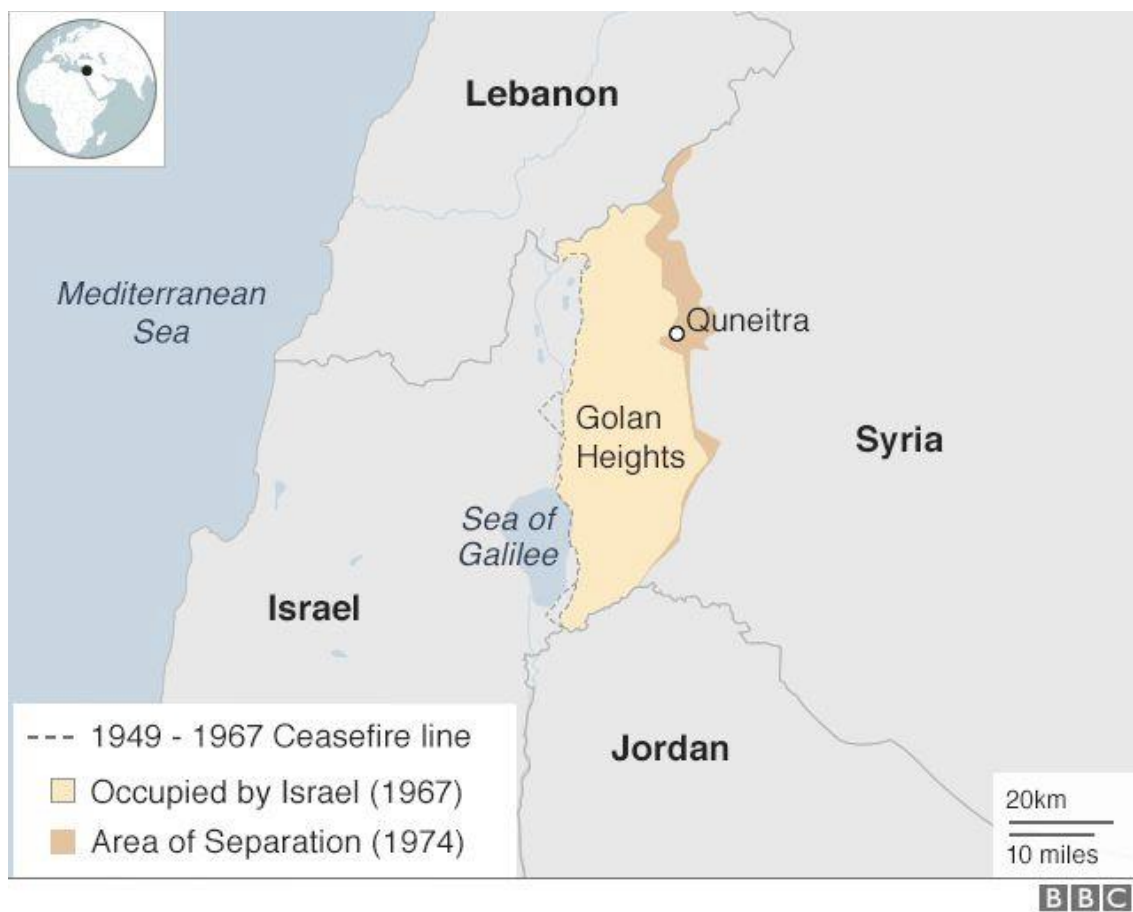 Lebanon
Mediterranean
Sea
Quneitra
Golan
Heights
Syria
Sea of
Galilee
Israel
Jordan
1949 - 1967 Ceasefire line
Occupied by Israel (1967)
Area of Separation (1974)
20km
10 miles
BBC